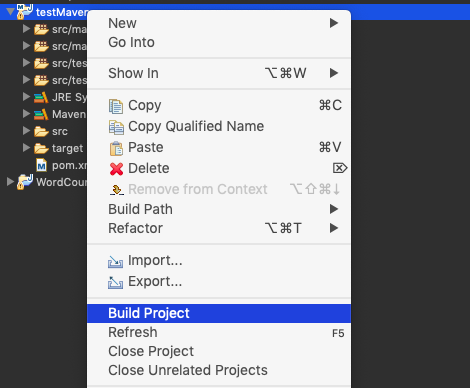 testMaven
New
Go Into
Show In ⌥⌘W
Copy ⌘C
Copy Qualified Name
Paste ⌘V
Delete ⌦
Remove from Context ⌥⇧⌘↓
Build Path
Refactor ⌥⌘T
Import...
Export...
Build Project
Refresh F5
Close Project
Close Unrelated Projects
src/ma
src/ma
src/tes
src/tes
JRE Sy
Maven
src
target
pom.xm
WordCou